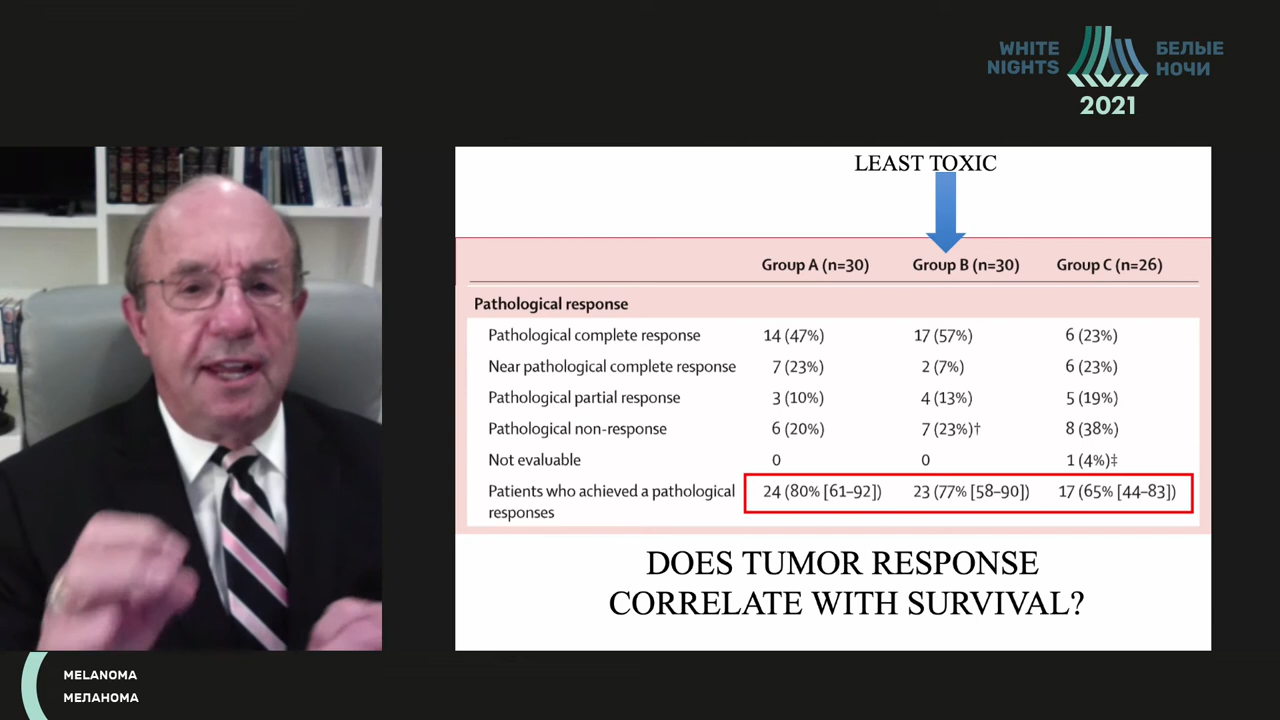 WHITE NIGHTS
БЕЛЫЕ НОЧИ
2021
LEAST TOXIC
Group A (n=30) Group B (n=30) Group C (n=26)
Pathological response
Pathological complete response 14 (47%) 17 (57%) 6 (23%)
Near pathological complete response 7 (23%) 2 (7%) 6 (23%)
Pathological partial response 3 (10%) 4 (13%) 5 (19%)
Pathological non-response 6 (20%) 7 (23%)† 8 (38%)
Not evaluable 0 0 1 (4%)‡
Patients who achieved a pathological 24 (80% [61–92]) 23 (77% [58–90]) 17 (65% [44–83])
responses
DOES TUMOR RESPONSE
CORRELATE WITH SURVIVAL?
MELANOMA
МЕЛАНОМА